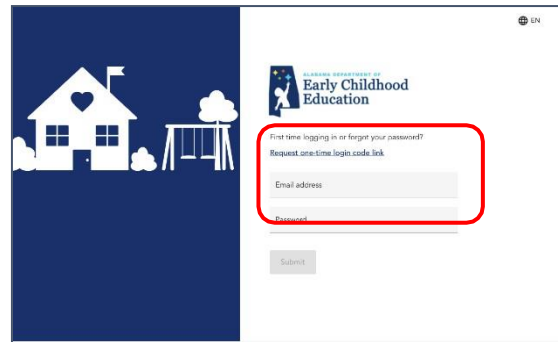 EN
ALABAMA DEPARTMENT OF
Early Childhood
Education
First time logging in or forgot your password?
Request one-time login code link
Email address
Password
Submit